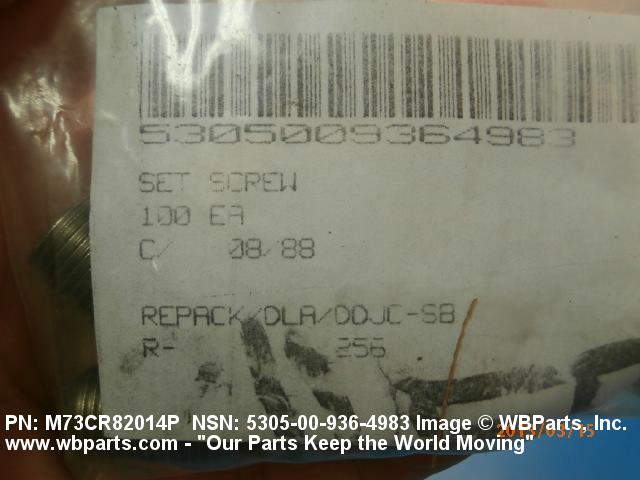 5305009364983
SET SCREW
100 EA
C/ 08/88
REPACK/DLA/DDJC-SB
R- 256
PN: M73CR82014P NSN: 5305-00-936-4983 Image © WBParts, Inc.
www.wbparts.com - "Our Parts Keep the World Moving"